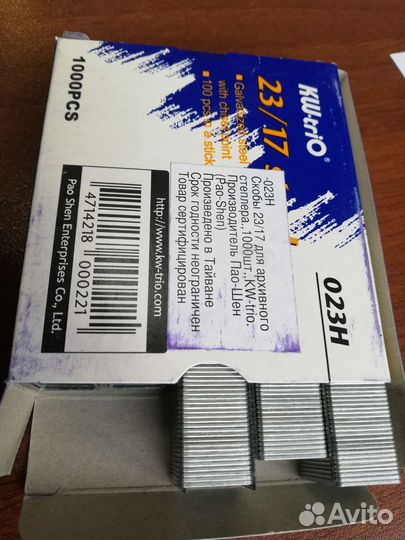 KW-triO
23/17 S
Galvanized steel
with chisel point
100 pcs in a stick
1000PCS
023H
-023H
Скобы 23/17 для архивного
степлера,,1000шт.,,KW-trio.
Производитель Пао-Шен
(Pao-Shen)
Произведено в Тайване
Срок годности неограничен
Товар сертифицирован
http://www.kw-trio.com
4714218 000221
Pao Shen Enterprises Co., Ltd.
Avito